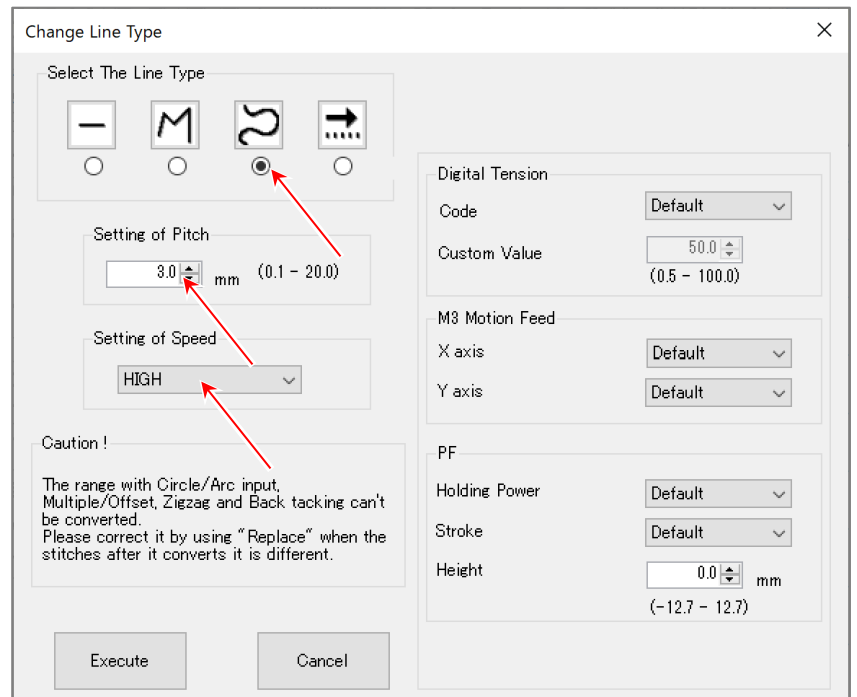 Change Line Type
Select The Line Type
Setting of Pitch
3.0 mm (0.1 - 20.0)
Setting of Speed
HIGH
Caution !
The range with Circle/Arc input,
Multiple/Offset, Zigzag and Back tacking can't
be converted.
Please correct it by using "Replace" when the
stitches after it converts it is different.
Execute
Cancel
Digital Tension
Code Default
Custom Value 50.0
(0.5 - 100.0)
M3 Motion Feed
X axis Default
Y axis Default
PF
Holding Power Default
Stroke Default
Height 0.0 mm
(-12.7 - 12.7)